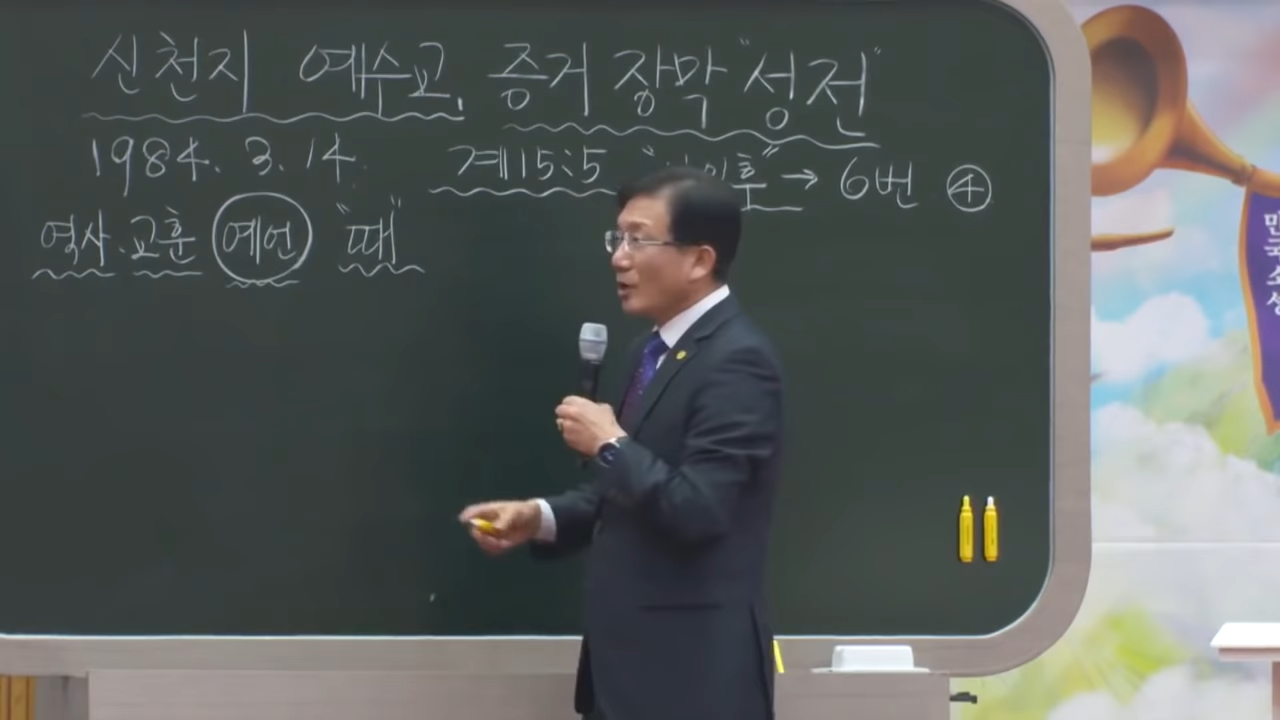 신천지 예수교, 증거장막 "성전"
1984. 3. 14. 계15:5 → 6번 ④
역사·교훈 예언 "때"